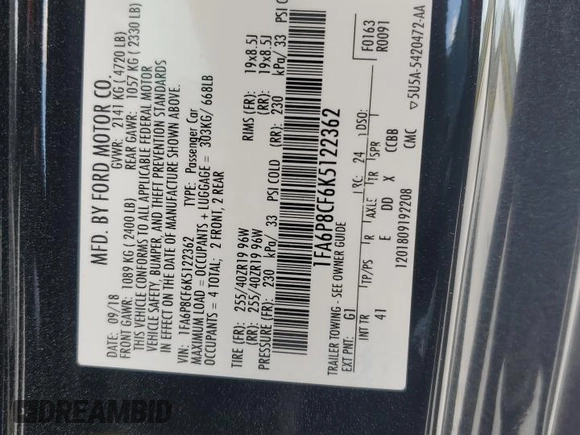 MFD. BY FORD MOTOR CO.
DATE: 09/18 GVWR: 2141 KG ( 4720 LB)
FRONT GAWR: 1089 KG ( 2400 LB) REAR GAWR: 1057 KG ( 2330 LB)
THIS VEHICLE CONFORMS TO ALL APPLICABLE FEDERAL MOTOR
VEHICLE SAFETY, BUMPER, AND THEFT PREVENTION STANDARDS
IN EFFECT ON THE DATE OF MANUFACTURE SHOWN ABOVE.
VIN: 1FA6P8CF6K5122362 TYPE: Passenger Car
MAXIMUM LOAD = OCCUPANTS + LUGGAGE = 303KG/ 668LB
OCCUPANTS = 4 TOTAL; 2 FRONT, 2 REAR
TIRE (FR): 255/40ZR19 96W RIMS (FR): 19x8.5J
(RR): 255/40ZR19 96W (RR): 19x8.5J
PRESSURE (FR): 230 kPa/ 33 PSI COLD (RR): 230 kPa/ 33 PSI
1FA6P8CF6K5122362
TRAILER TOWING - SEE OWNER GUIDE F0163
EXT PNT: G1 RC: 24 DSO: R0091
INT TR TP/PS R AXLE TR SPR
41 E DD X CCBB
1201809192208 CMC
>5U5A-5420472-AA
DREAMBID